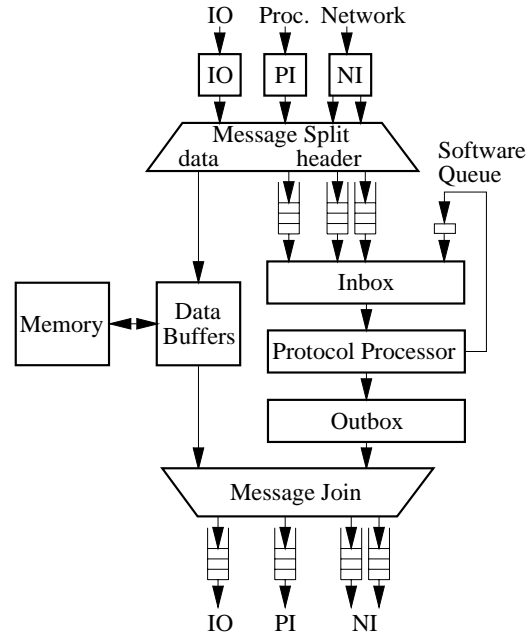 IO Proc. Network
IO PI NI
Message Split
data header
Software
Queue
Inbox
Memory
Data
Buffers
Protocol Processor
Outbox
Message Join
IO PI NI